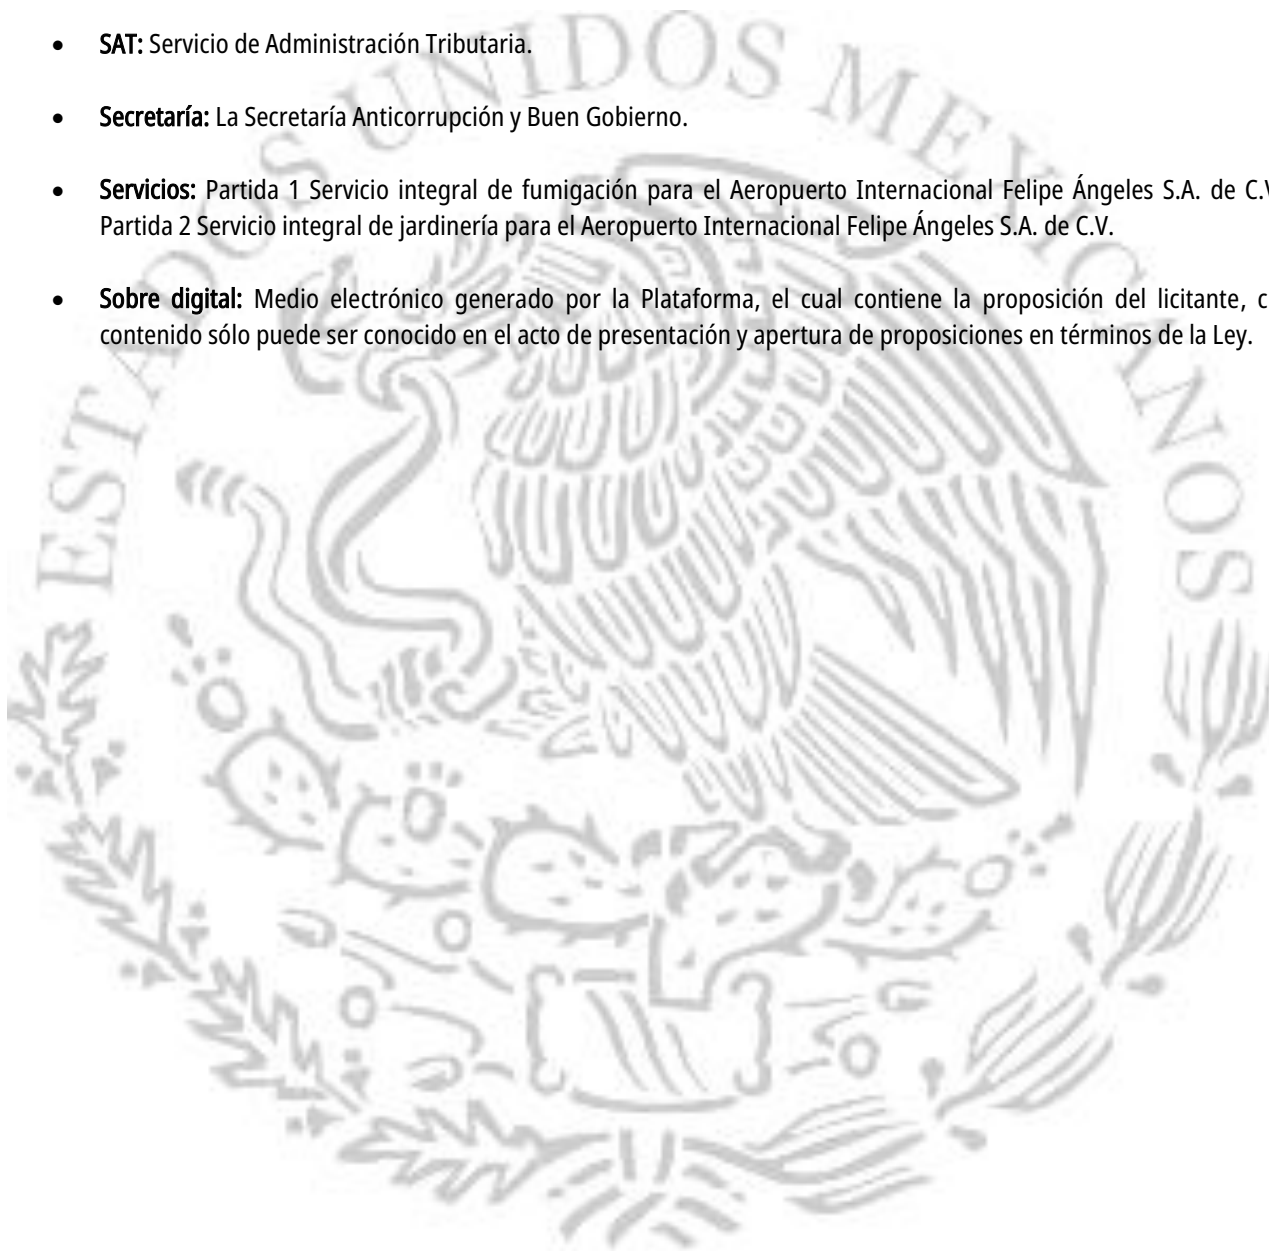 • SAT: Servicio de Administración Tributaria.
• Secretaría: La Secretaría Anticorrupción y Buen Gobierno.
• Servicios: Partida 1 Servicio integral de fumigación para el Aeropuerto Internacional Felipe Ángeles S.A. de C.V
Partida 2 Servicio integral de jardinería para el Aeropuerto Internacional Felipe Ángeles S.A. de C.V.
• Sobre digital: Medio electrónico generado por la Plataforma, el cual contiene la proposición del licitante, c
contenido sólo puede ser conocido en el acto de presentación y apertura de proposiciones en términos de la Ley.
ESTADOS UNIDOS MEXICANOS